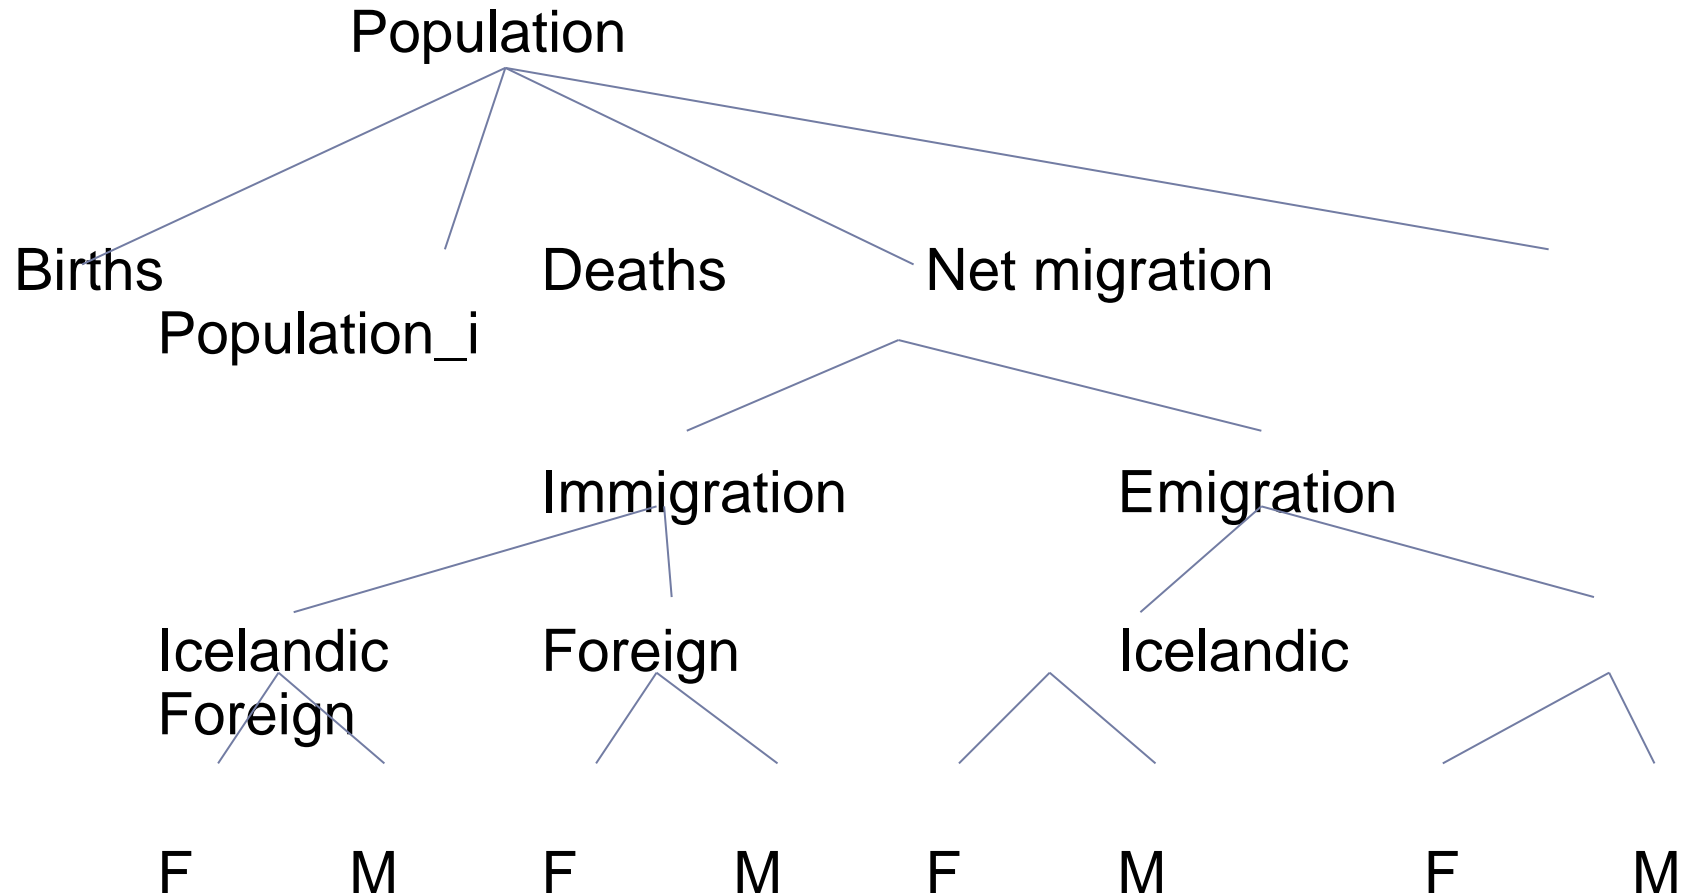 Population
Births Deaths Net migration
Population_i
Immigration Emigration
Icelandic Foreign Icelandic
Foreign
F M F M F M F M